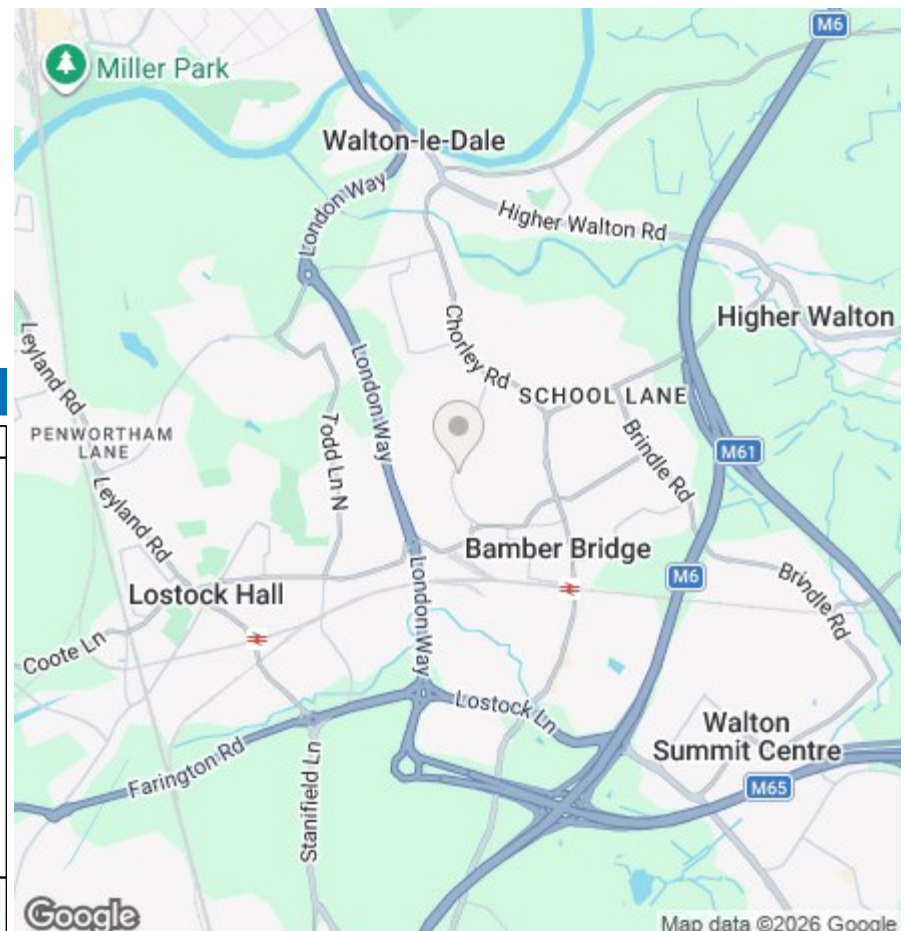 M6
Miller Park
Walton-le-Dale
London Way
Higher Walton Rd
Higher Walton
Leyland Rd
Chorley Rd
London Way
SCHOOL LANE
PENWORTHAM
LANE
Todd Ln N
Brindle Rd
M61
Leyland Rd
Bamber Bridge
M6
Brindle Rd
Lostock Hall
London Way
Coote Ln
Lostock Ln
Walton
Summit Centre
Farington Rd
Stanifield Ln
M65
Google
Map data ©2026 Google